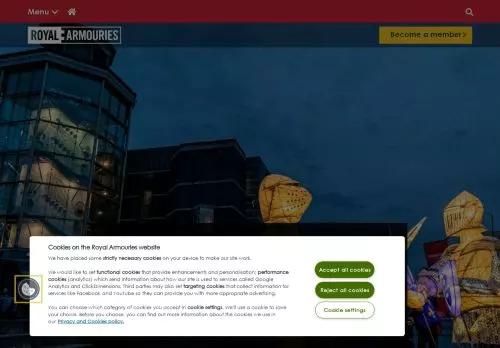 Menu
ROYAL ARMOURIES
Become a member
Cookies on the Royal Armouries website
We have placed some strictly necessary cookies on your device to make our site work.
We would like to set functional cookies that provide enhancements and personalisation; performance
cookies (analytics) which send information about how our site is used to services called Google
Analytics and ClickDimensions. Third parties may also set targeting cookies that collect information for
services like Facebook and YouTube so they can provide you with more appropriate advertising.
You can choose which category of cookies you accept in cookie settings. We'll use a cookie to save
your choice. Before you choose, you can find out more information about the cookies we use in
our Privacy and Cookies policy.
Accept all cookies
Reject all cookies
Cookie settings